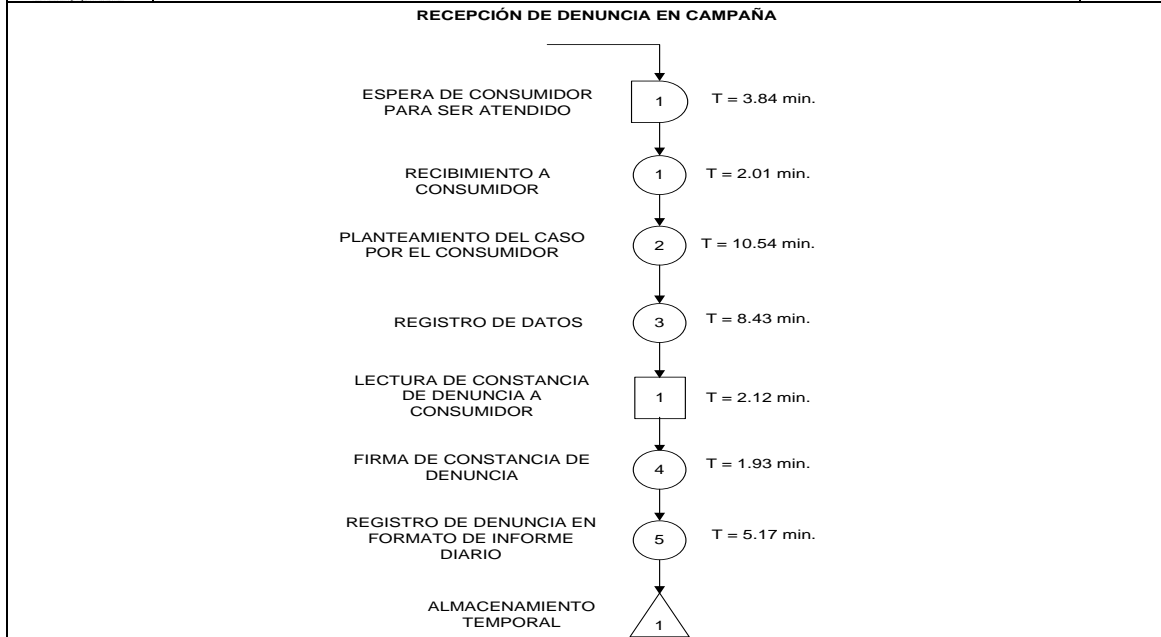 RECEPCIÓN DE DENUNCIA EN CAMPAÑA
ESPERA DE CONSUMIDOR
PARA SER ATENDIDO
1
T = 3.84 min.
RECIBIMIENTO A
CONSUMIDOR
1
T = 2.01 min.
PLANTEAMIENTO DEL CASO
POR EL CONSUMIDOR
2
T = 10.54 min.
REGISTRO DE DATOS
3
T = 8.43 min.
LECTURA DE CONSTANCIA
DE DENUNCIA A
CONSUMIDOR
1
T = 2.12 min.
FIRMA DE CONSTANCIA DE
DENUNCIA
4
T = 1.93 min.
REGISTRO DE DENUNCIA EN
FORMATO DE INFORME
DIARIO
5
T = 5.17 min.
ALMACENAMIENTO
TEMPORAL
1